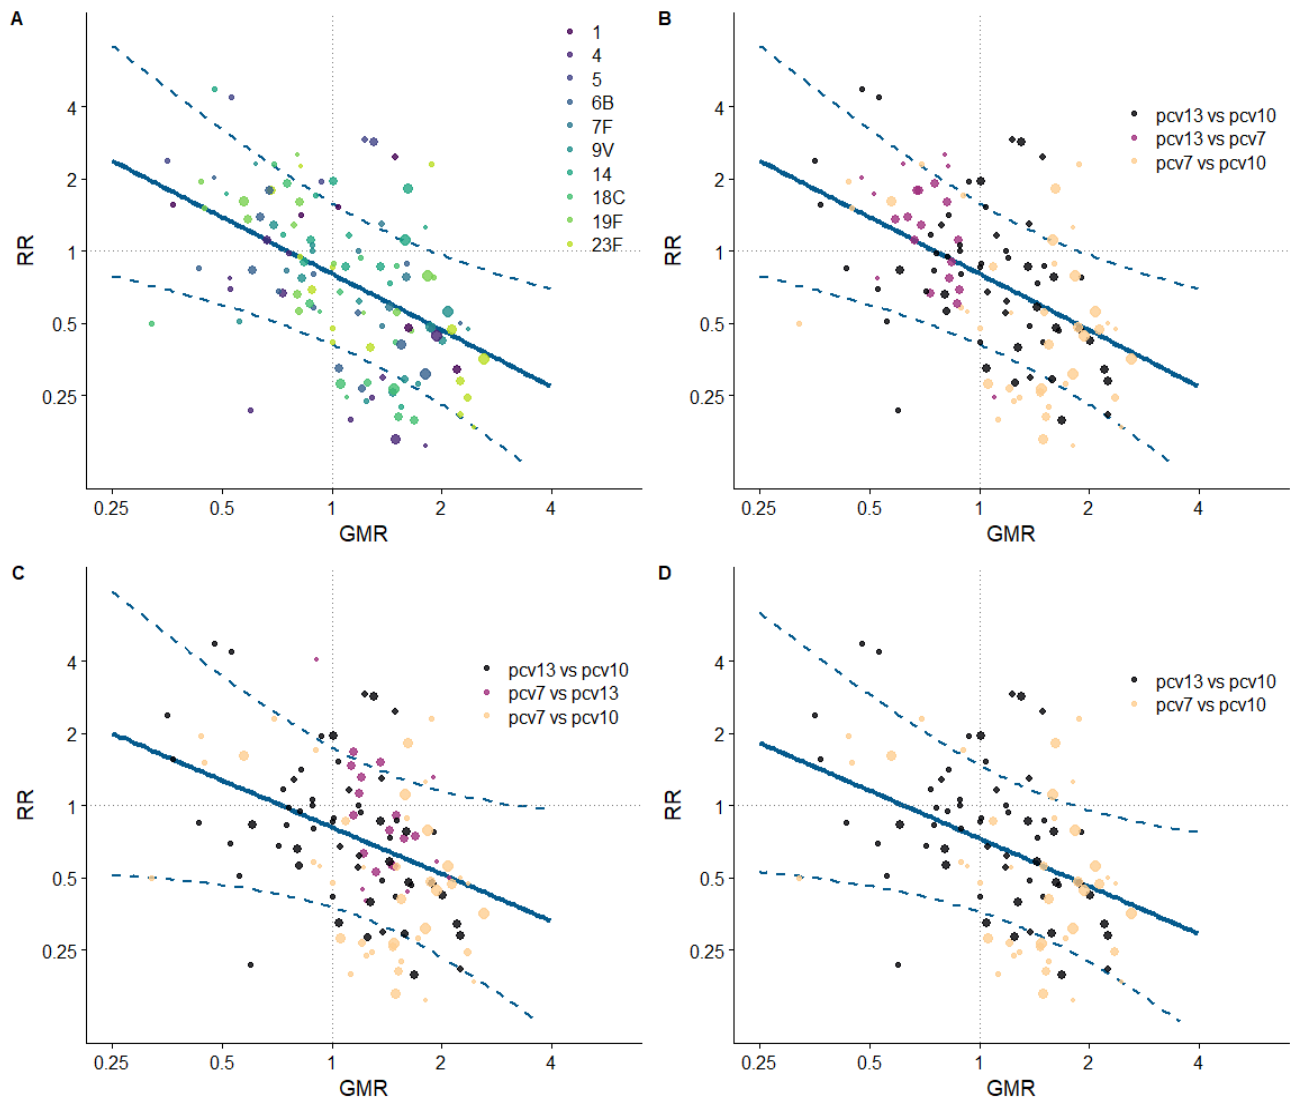 A
1
4
5
6B
7F
9V
14
18C
19F
23F
4
2
1
0.5
0.25
RR
0.25 0.5 1 2 4
GMR
B
pcv13 vs pcv10
pcv13 vs pcv7
pcv7 vs pcv10
4
2
1
0.5
0.25
RR
0.25 0.5 1 2 4
GMR
C
pcv13 vs pcv10
pcv7 vs pcv13
pcv7 vs pcv10
4
2
1
0.5
0.25
RR
0.25 0.5 1 2 4
GMR
D
pcv13 vs pcv10
pcv7 vs pcv10
4
2
1
0.5
0.25
RR
0.25 0.5 1 2 4
GMR